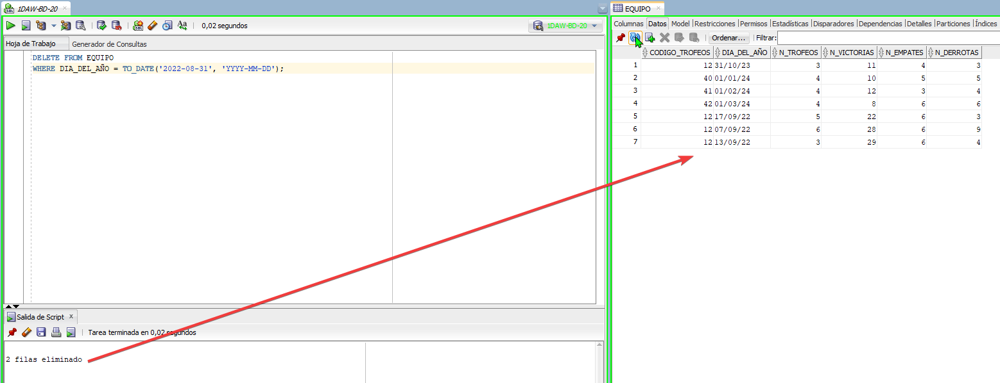 1DAW-BD-20
0,02 segundos
1DAW-BD-20
Hoja de Trabajo
Generador de Consultas
DELETE FROM EQUIPO
WHERE DIA_DEL_AÑO = TO_DATE('2022-08-31', 'YYYY-MM-DD');
Salida de Script
Tarea terminada en 0,02 segundos
2 filas eliminado
EQUIPO
Columnas Datos Model Restricciones Permisos Estadísticas Disparadores Dependencias Detalles Particiones Índices
Ordenar... Filtrar:
CODIGO_TROFEOS DIA_DEL_AÑO N_TROFEOS N_VICTORIAS N_EMPATES N_DERROTAS
1 12 31/10/23 3 11 4 3
2 40 01/01/24 4 10 5 5
3 41 01/02/24 4 12 3 4
4 42 01/03/24 4 8 6 6
5 12 17/09/22 5 22 6 3
6 12 07/09/22 6 28 6 9
7 12 13/09/22 3 29 6 4